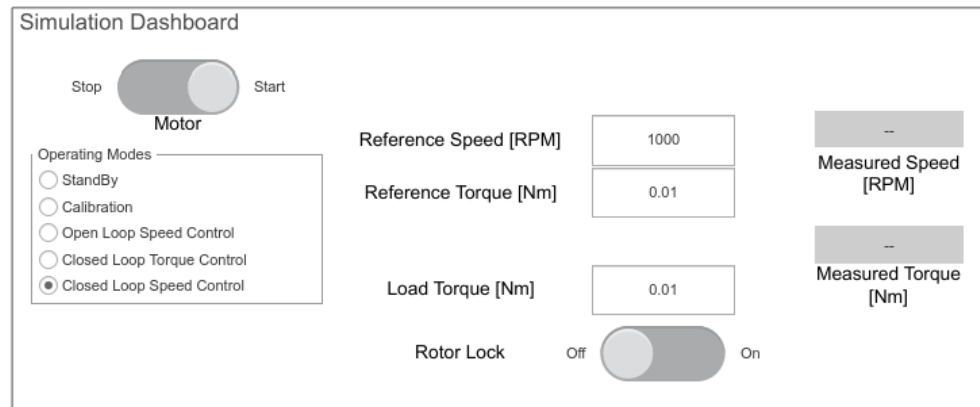 Simulation Dashboard
Stop
Start
Motor
Operating Modes
StandBy
Calibration
Open Loop Speed Control
Closed Loop Torque Control
Closed Loop Speed Control
Reference Speed [RPM]
1000
Reference Torque [Nm]
0.01
Load Torque [Nm]
0.01
Rotor Lock
Off
On
--
Measured Speed
[RPM]
--
Measured Torque
[Nm]